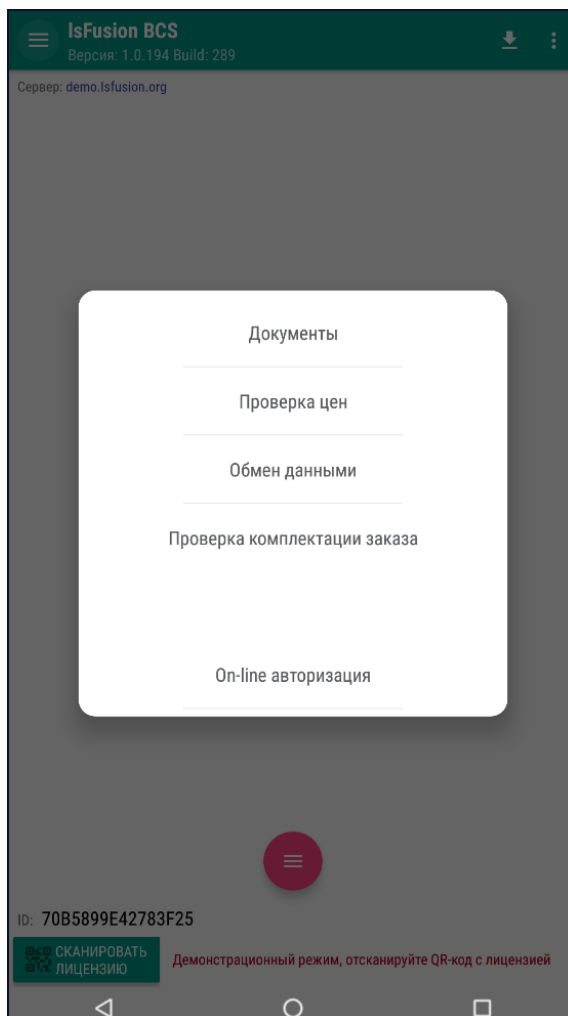 IsFusion BCS
Версия: 1.0.194 Build: 289
Сервер: demo.lsfusion.org
Документы
Проверка цен
Обмен данными
Проверка комплектации заказа
On-line авторизация
ID: 70B5899E42783F25
СКАНИРОВАТЬ
ЛИЦЕНЗИЮ
Демонстрационный режим, отсканируйте QR-код с лицензией